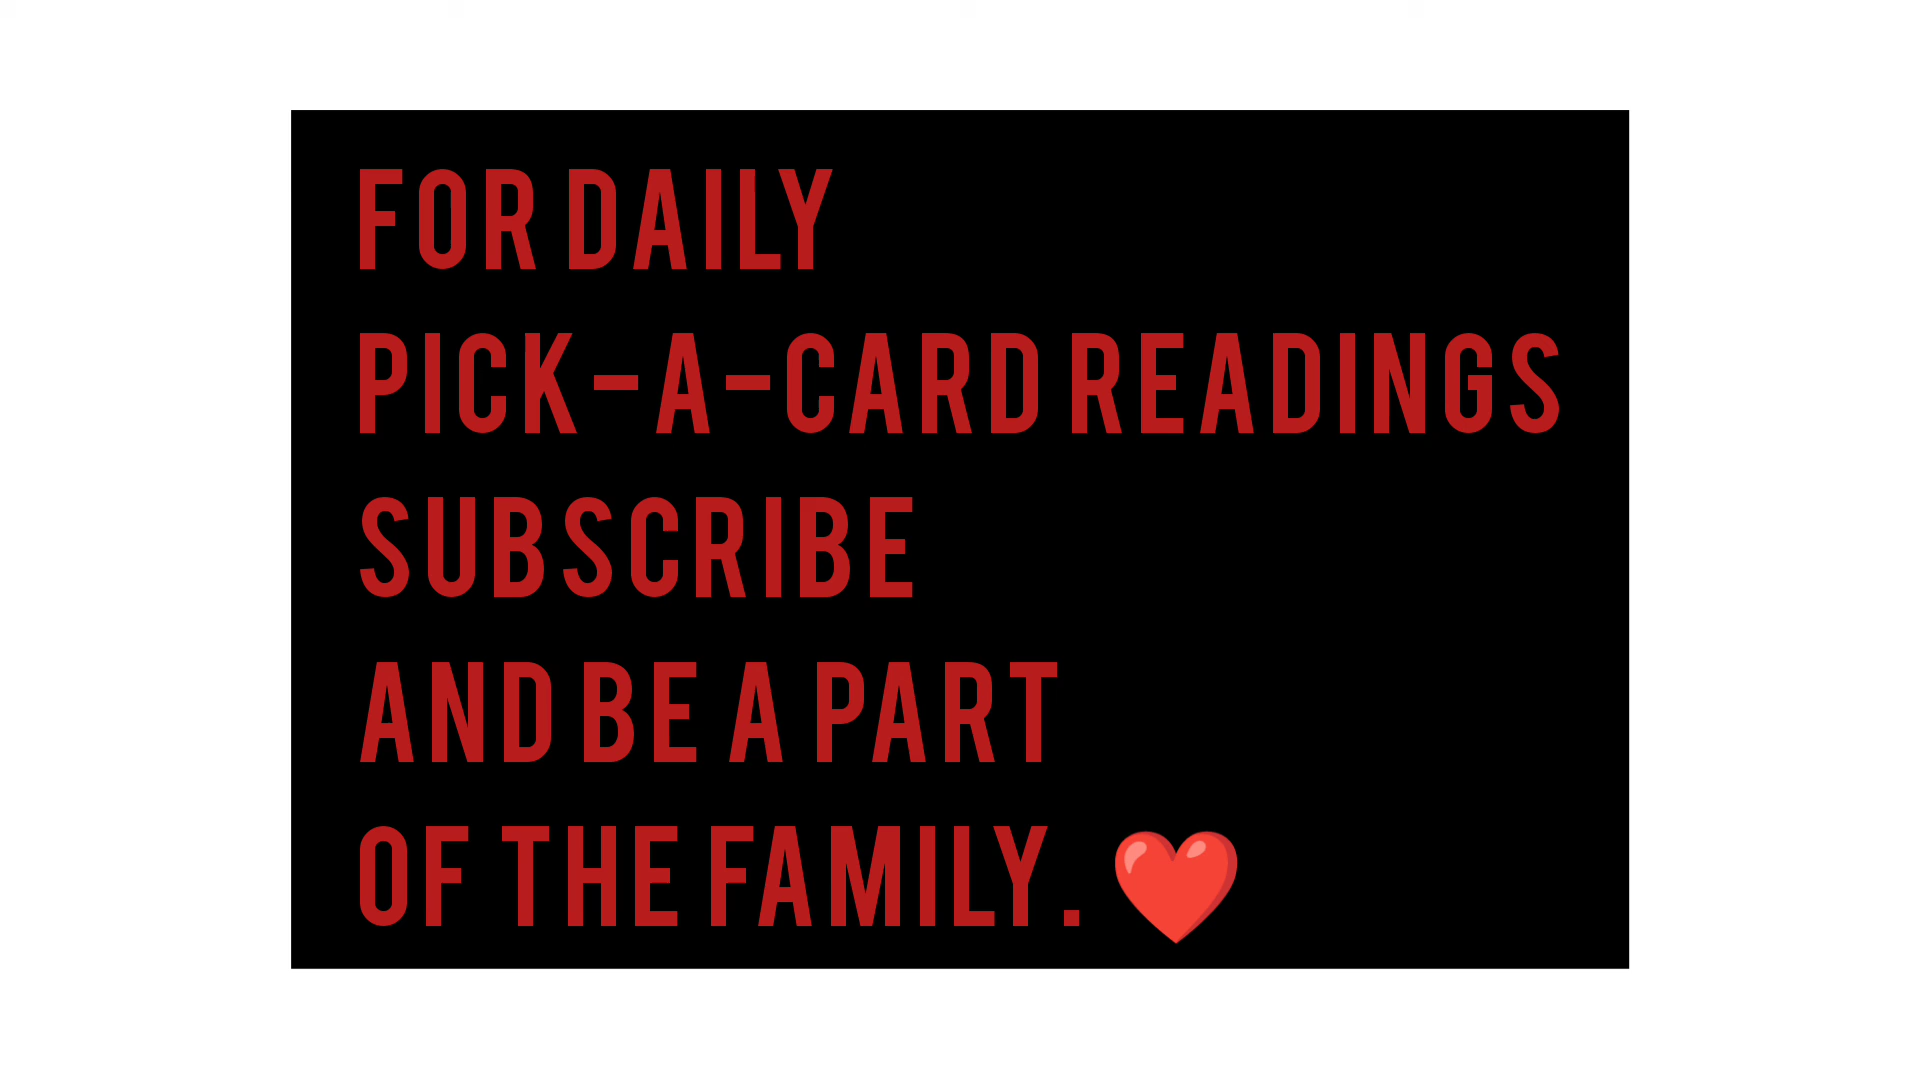 FOR DAILY
PICK-A-CARD READINGS
SUBSCRIBE
AND BE A PART
OF THE FAMILY. ❤️